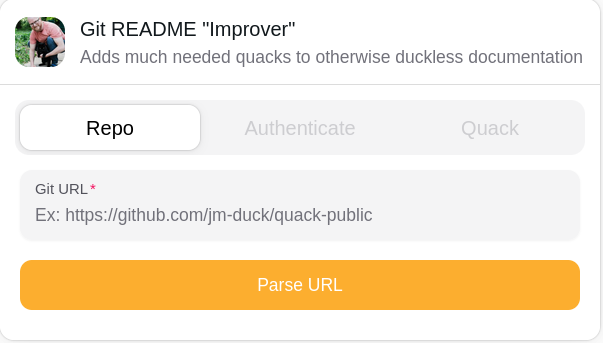 Git README "Improver"
Adds much needed quacks to otherwise duckless documentation
Repo
Authenticate
Quack
Git URL*
Ex: https://github.com/jm-duck/quack-public
Parse URL